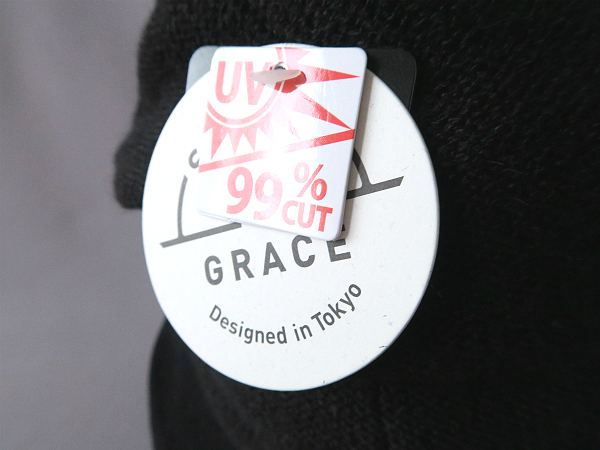 UV
99%
CUT
GRACE
Designed in Tokyo